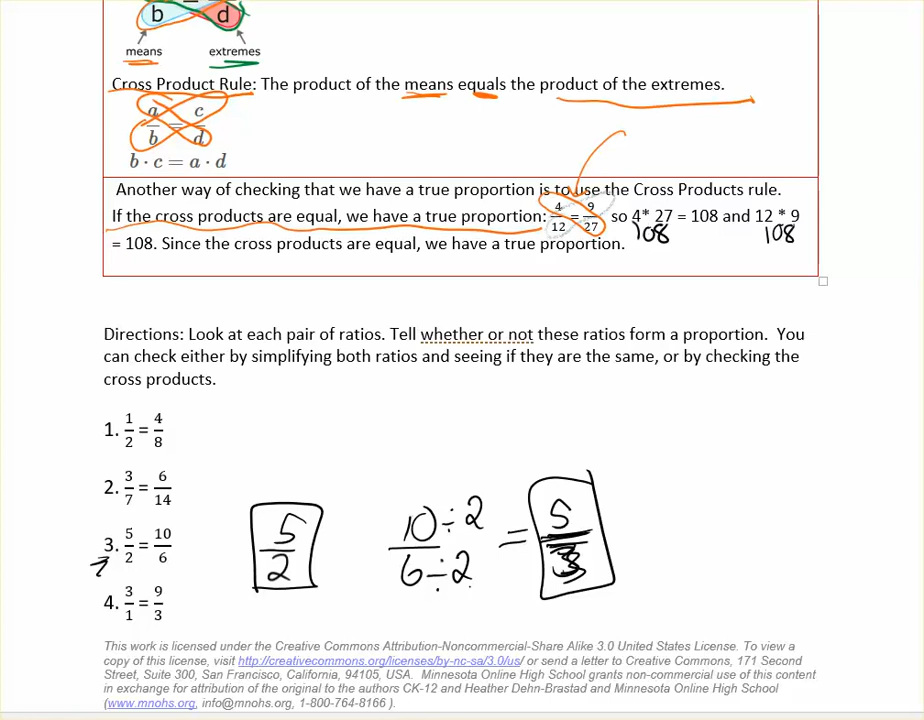 b d
means extremes
Cross Product Rule: The product of the means equals the product of the extremes.
a/b = c/d
b · c = a · d
Another way of checking that we have a true proportion is to use the Cross Products rule.
If the cross products are equal, we have a true proportion: 4/12 = 9/27 so 4* 27 = 108 and 12 * 9
108 108
= 108. Since the cross products are equal, we have a true proportion.
Directions: Look at each pair of ratios. Tell whether or not these ratios form a proportion. You
can check either by simplifying both ratios and seeing if they are the same, or by checking the
cross products.
1. 1/2 = 4/8
2. 3/7 = 6/14
3. 5/2 = 10/6
5/2 10÷2/6÷2 = 5/3
4. 3/1 = 9/3
This work is licensed under the Creative Commons Attribution-Noncommercial-Share Alike 3.0 United States License. To view a
copy of this license, visit http://creativecommons.org/licenses/by-nc-sa/3.0/us/ or send a letter to Creative Commons, 171 Second
Street, Suite 300, San Francisco, California, 94105, USA. Minnesota Online High School grants non-commercial use of this content
in exchange for attribution of the original to the authors CK-12 and Heather Dehn-Brastad and Minnesota Online High School
(www.mnohs.org, info@mnohs.org, 1-800-764-8166 ).